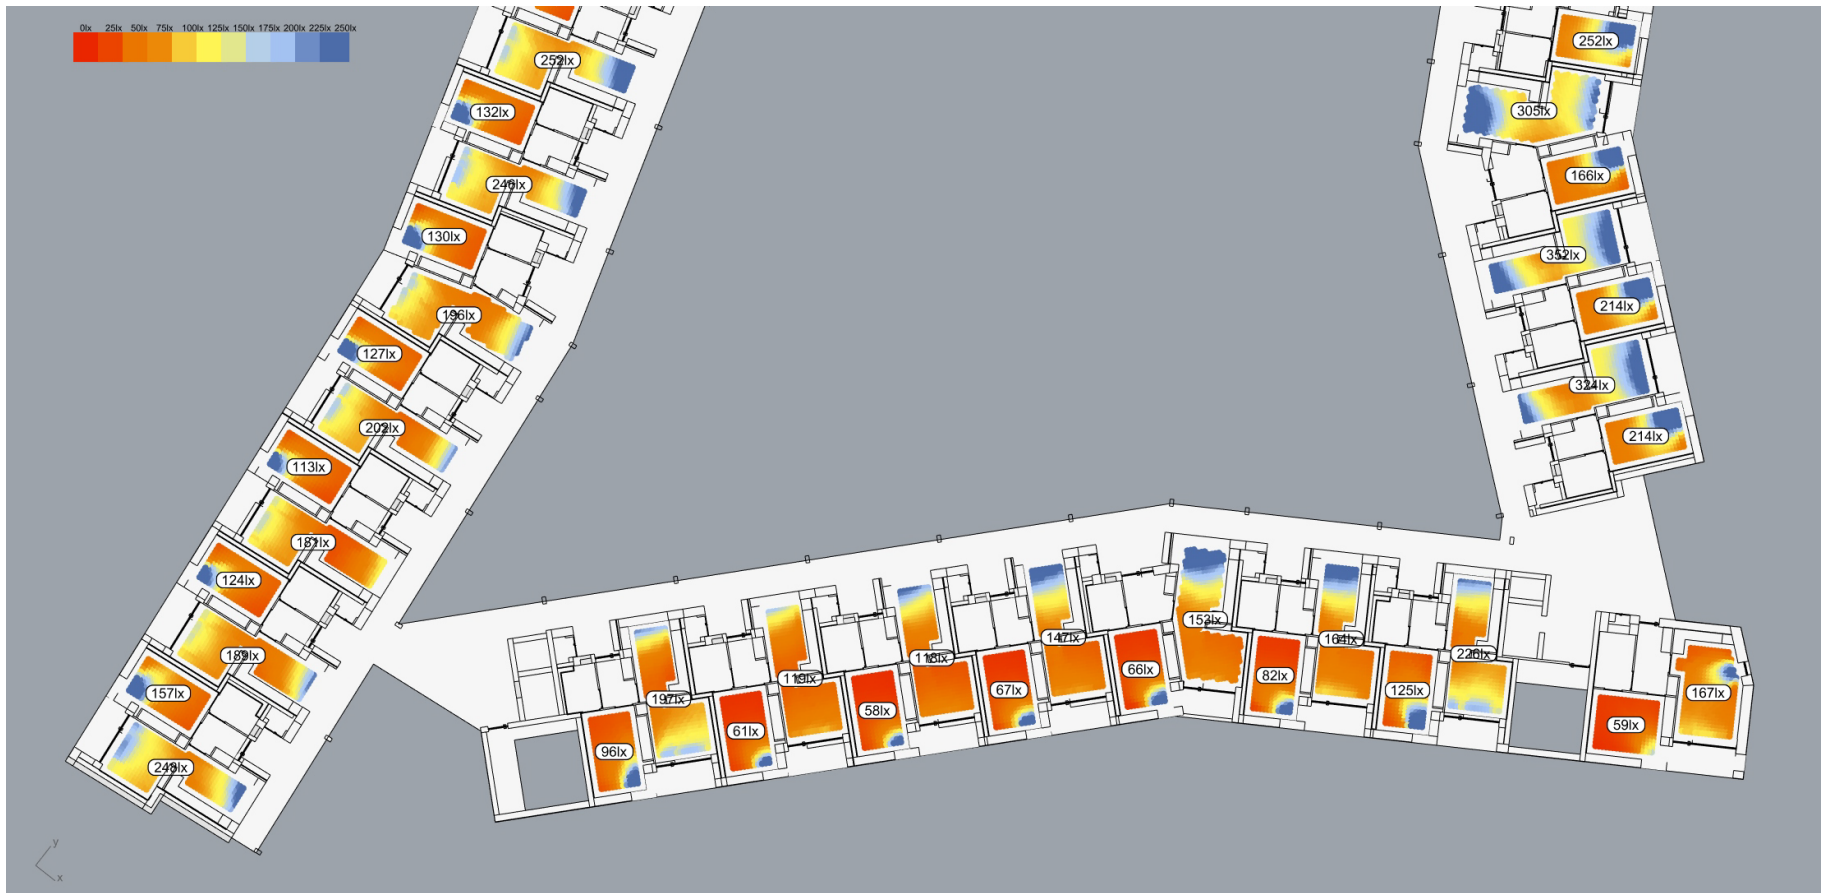 0lx 25lx 50lx 75lx 100lx 125lx 150lx 175lx 200lx 225lx 250lx
252lx
132lx
246lx
130lx
196lx
127lx
202lx
113lx
181lx
124lx
189lx
157lx
248lx
252lx
305lx
166lx
352lx
214lx
324lx
214lx
96lx
197lx
61lx
119lx
58lx
118lx
67lx
147lx
66lx
153lx
82lx
164lx
125lx
226lx
59lx
167lx
y
x